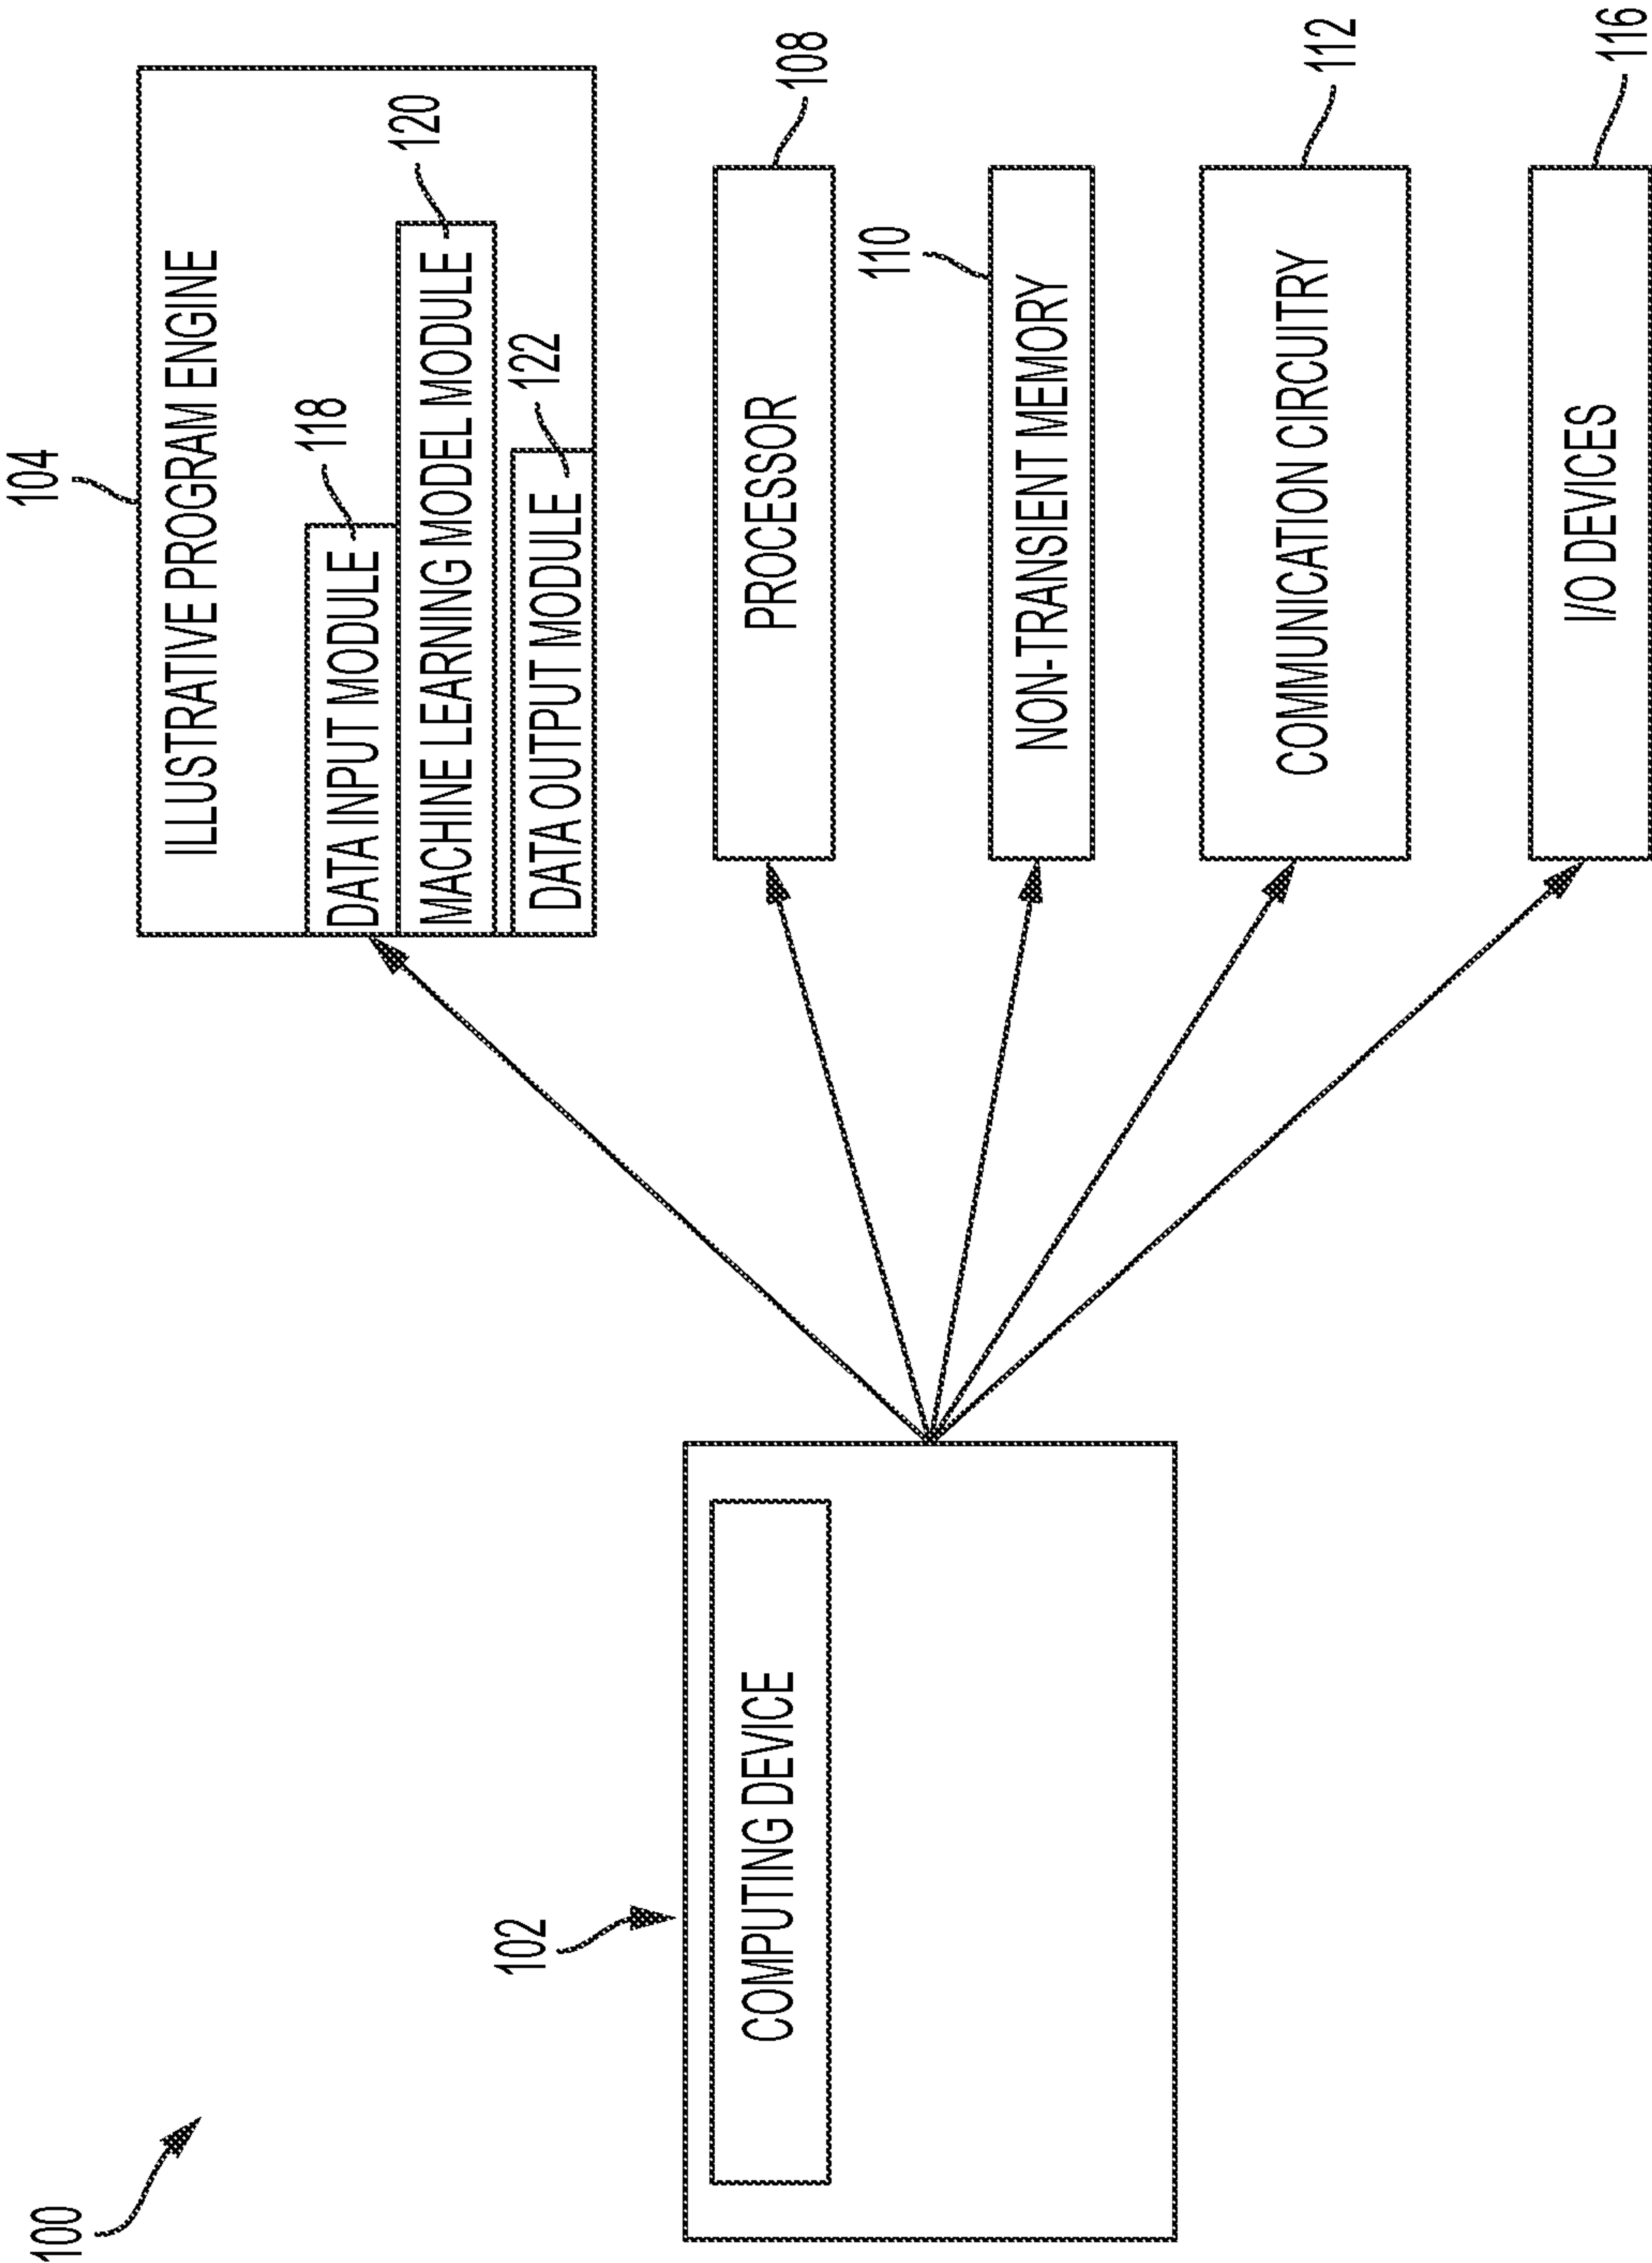 100
102
COMPUTING DEVICE
104
ILLUSTRATIVE PROGRAM ENGINE
118
DATA INPUT MODULE
120
MACHINE LEARNING MODEL MODULE
122
DATA OUTPUT MODULE
108
PROCESSOR
110
NON-TRANSIENT MEMORY
112
COMMUNICATION CIRCUITRY
116
I/O DEVICES